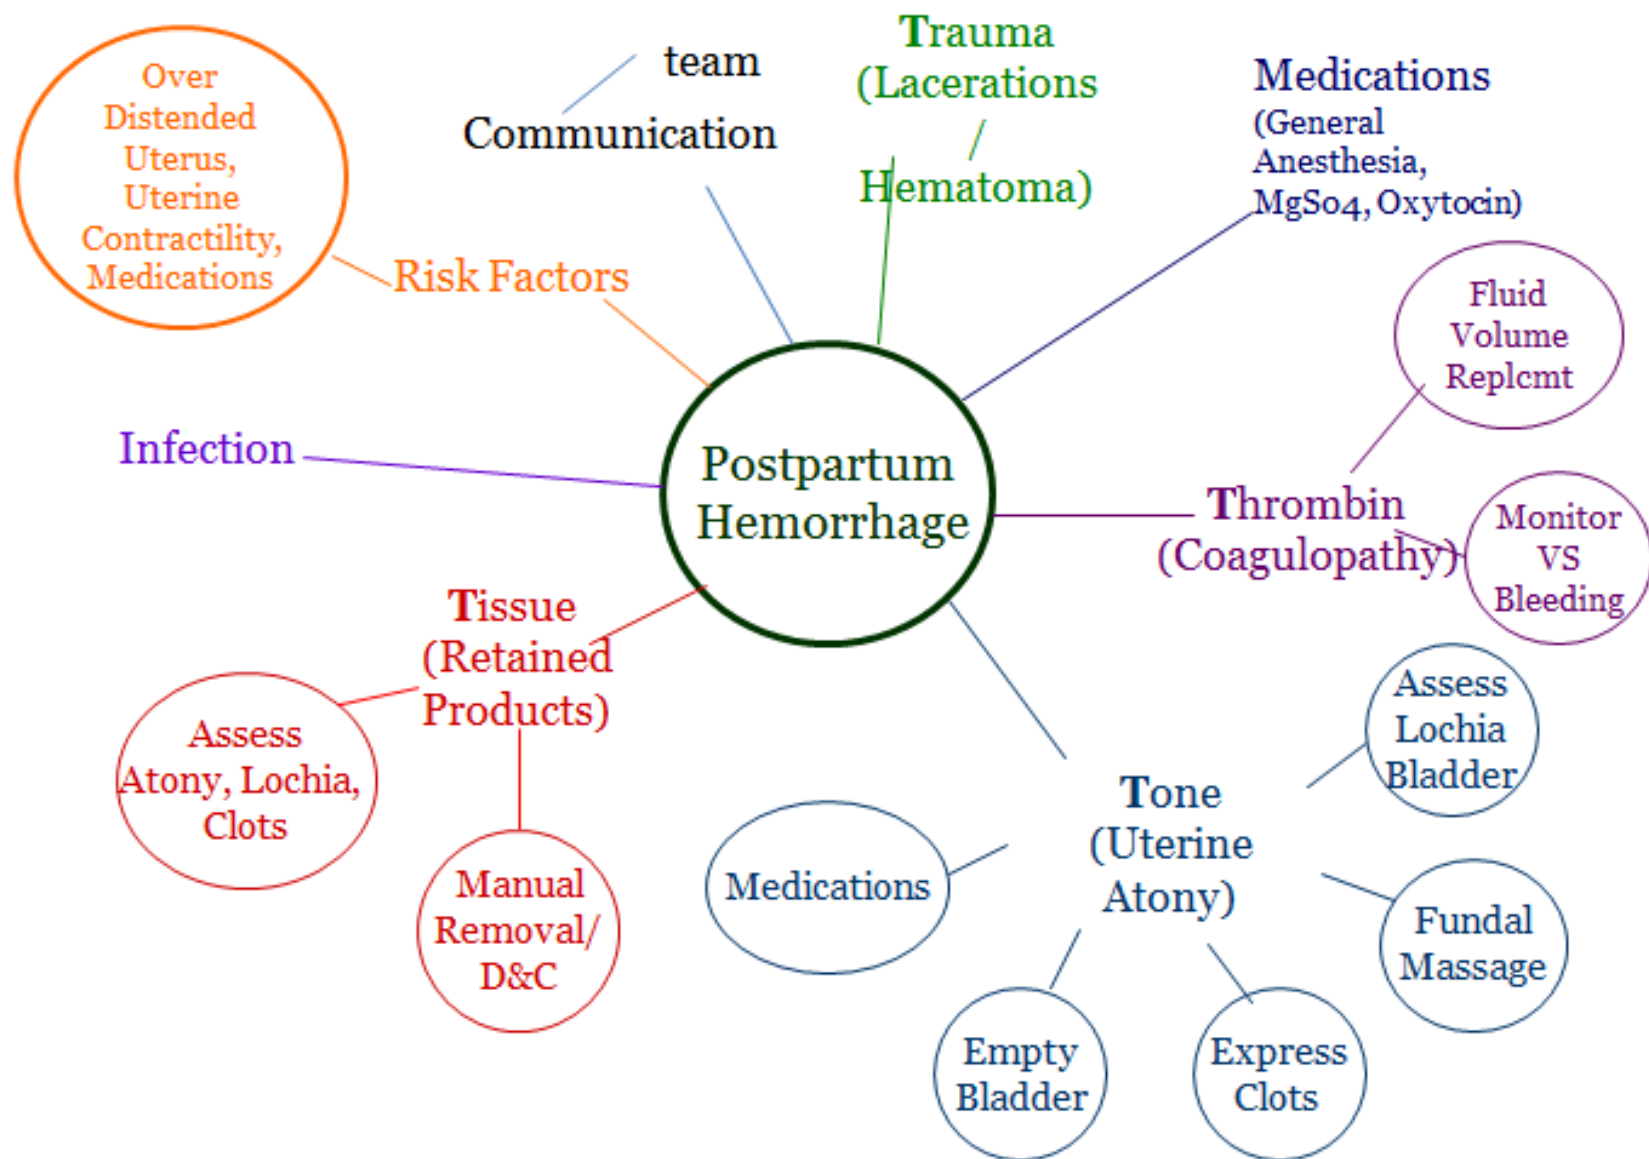 Over
Distended
Uterus,
Uterine
Contractility,
Medications
Risk Factors
team
Communication
Trauma
(Lacerations
/
Hematoma)
Medications
(General
Anesthesia,
MgSo4, Oxytocin)
Fluid
Volume
Replcmt
Infection
Postpartum
Hemorrhage
Thrombin
(Coagulopathy)
Monitor
VS
Bleeding
Tissue
(Retained
Products)
Assess
Atony, Lochia,
Clots
Manual
Removal/
D&C
Tone
(Uterine
Atony)
Assess
Lochia
Bladder
Medications
Fundal
Massage
Empty
Bladder
Express
Clots